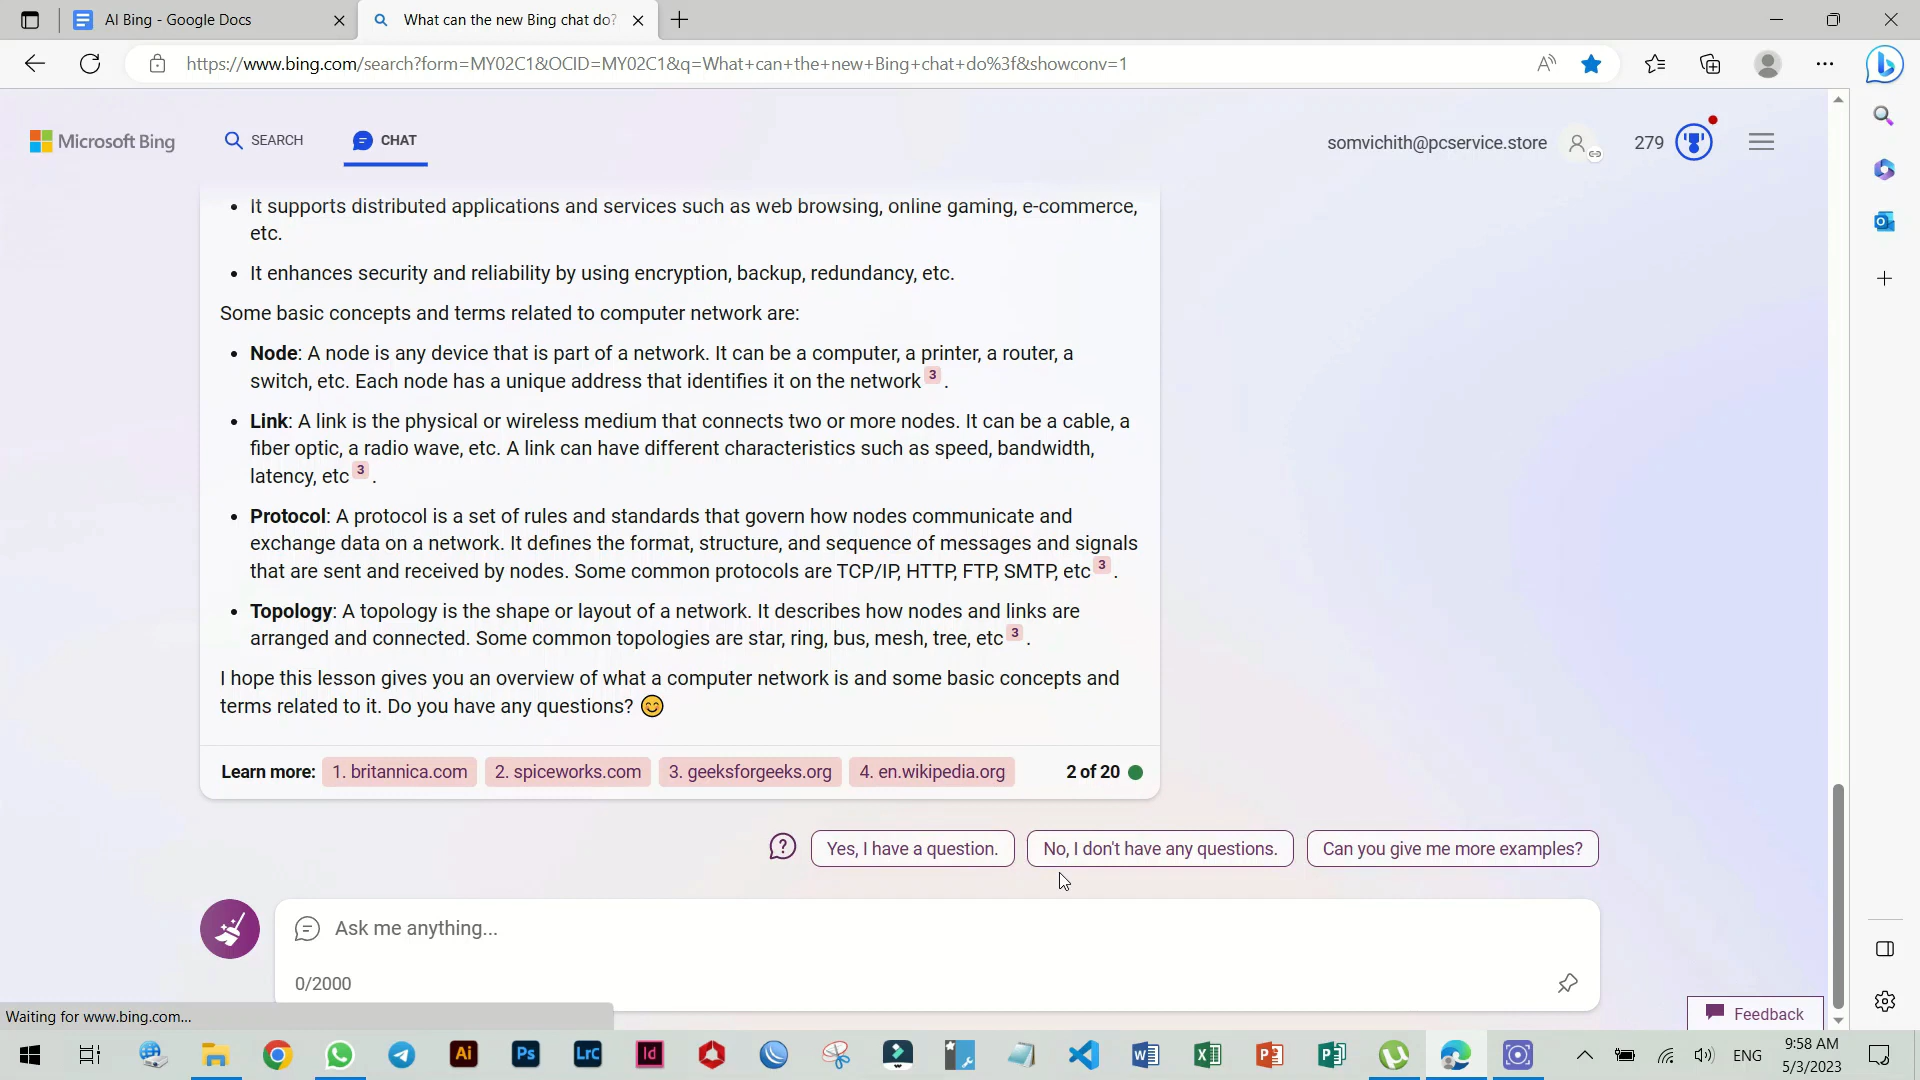 AI Bing - Google Docs
What can the new Bing chat do?
https://www.bing.com/search?form=MY02C1&OCID=MY02C1&q=What+can+the+new+Bing+chat+do%3f&showconv=1
Microsoft Bing
SEARCH
CHAT
somvichith@pcservice.store
279
• It supports distributed applications and services such as web browsing, online gaming, e-commerce,
etc.
• It enhances security and reliability by using encryption, backup, redundancy, etc.
Some basic concepts and terms related to computer network are:
• Node: A node is any device that is part of a network. It can be a computer, a printer, a router, a
switch, etc. Each node has a unique address that identifies it on the network 3 .
• Link: A link is the physical or wireless medium that connects two or more nodes. It can be a cable, a
fiber optic, a radio wave, etc. A link can have different characteristics such as speed, bandwidth,
latency, etc 3 .
• Protocol: A protocol is a set of rules and standards that govern how nodes communicate and
exchange data on a network. It defines the format, structure, and sequence of messages and signals
that are sent and received by nodes. Some common protocols are TCP/IP, HTTP, FTP, SMTP, etc 3 .
• Topology: A topology is the shape or layout of a network. It describes how nodes and links are
arranged and connected. Some common topologies are star, ring, bus, mesh, tree, etc 3 .
I hope this lesson gives you an overview of what a computer network is and some basic concepts and
terms related to it. Do you have any questions? 😊
Learn more: 1. britannica.com 2. spiceworks.com 3. geeksforgeeks.org 4. en.wikipedia.org 2 of 20
Yes, I have a question.
No, I don't have any questions.
Can you give me more examples?
Ask me anything...
0/2000
Feedback
Waiting for www.bing.com...
Ai
Ps
LrC
Id
ENG
9:58 AM
5/3/2023